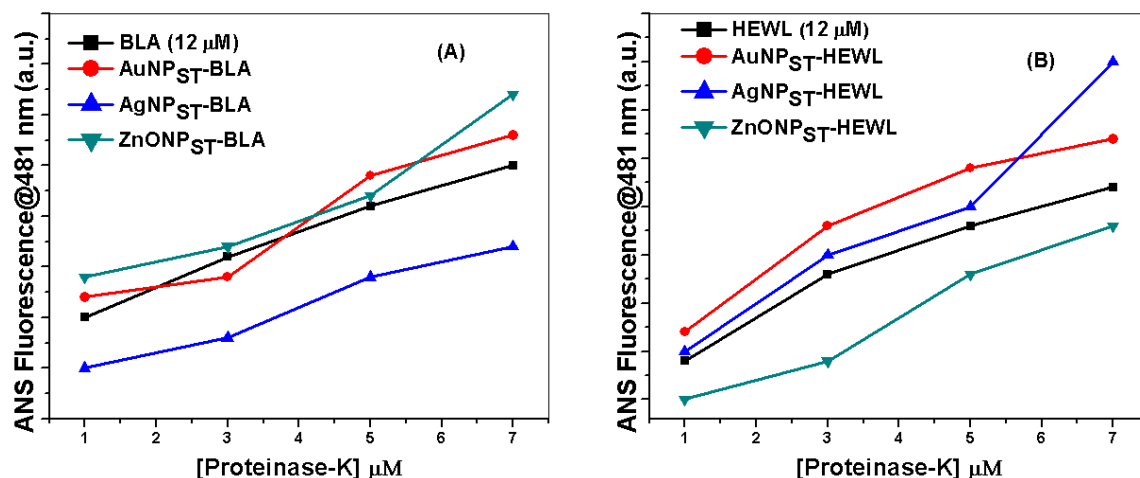 ANS Fluorescence@481 nm (a.u.)
BLA (12 μM)
AuNPST-BLA
AgNPST-BLA
ZnONPST-BLA
(A)
1 2 3 4 5 6 7
[Proteinase-K] μM
ANS Fluorescence@481 nm (a.u.)
HEWL (12 μM)
AuNPST-HEWL
AgNPST-HEWL
ZnONPST-HEWL
(B)
1 2 3 4 5 6 7
[Proteinase-K] μM